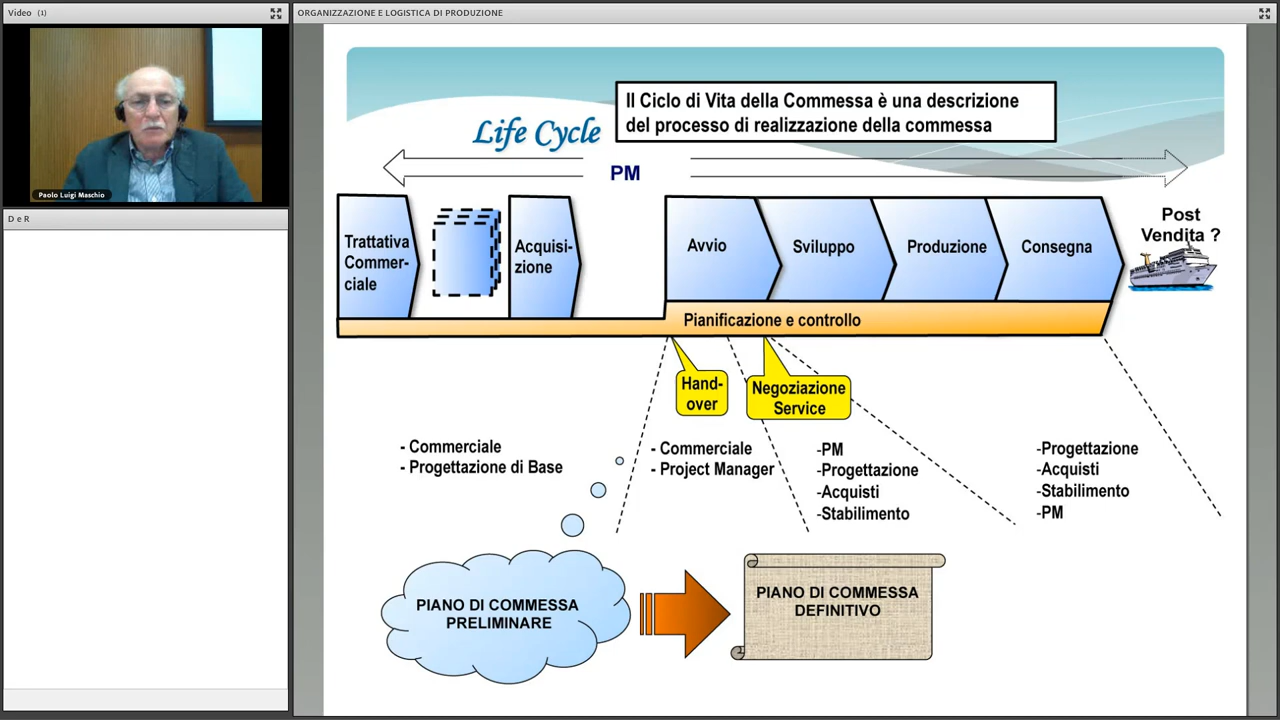 Video (1)
ORGANIZZAZIONE E LOGISTICA DI PRODUZIONE
Paolo Luigi Maschio
D e R
Il Ciclo di Vita della Commessa è una descrizione
del processo di realizzazione della commessa
Life Cycle
PM
Trattativa
Commer-
ciale
Acquisi-
zione
Avvio
Sviluppo
Produzione
Consegna
Post
Vendita ?
Pianificazione e controllo
Hand-
over
Negoziazione
Service
- Commerciale
- Progettazione di Base
- Commerciale
- Project Manager
-PM
-Progettazione
-Acquisti
-Stabilimento
-Progettazione
-Acquisti
-Stabilimento
-PM
PIANO DI COMMESSA
PRELIMINARE
PIANO DI COMMESSA
DEFINITIVO